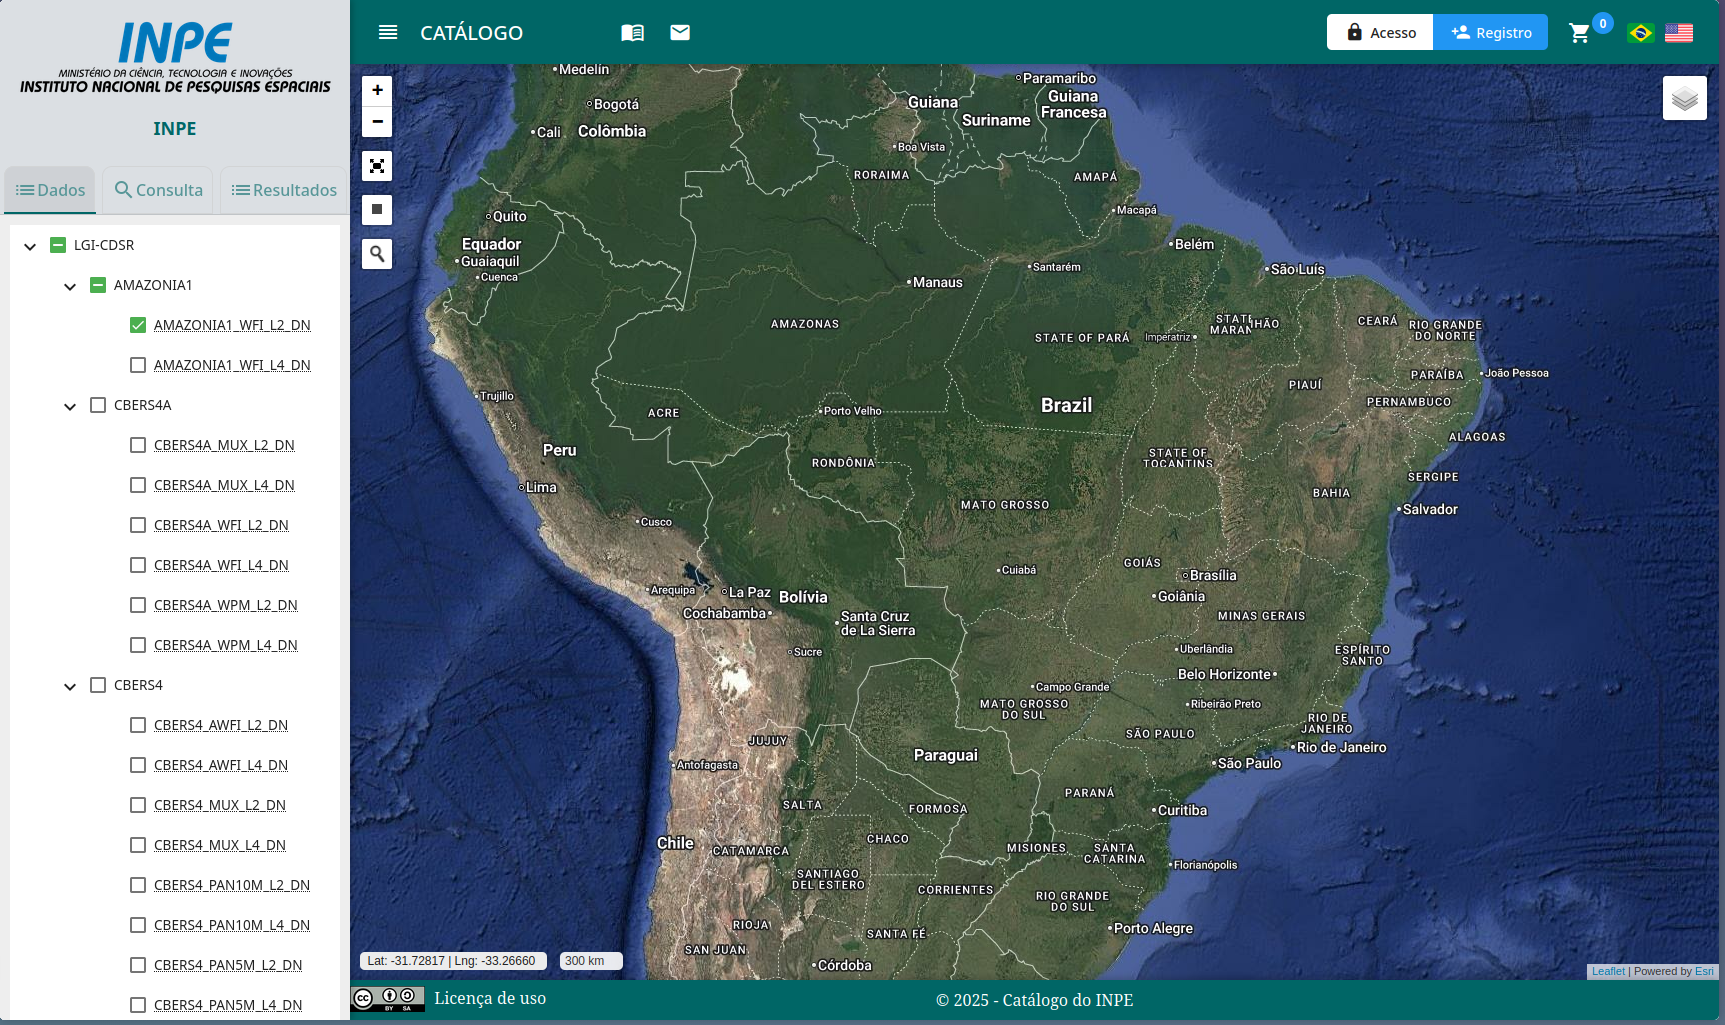 INPE
MINISTÉRIO DA CIÊNCIA, TECNOLOGIA E INOVAÇÕES
INSTITUTO NACIONAL DE PESQUISAS ESPACIAIS
INPE
Dados
Consulta
Resultados
LGI-CDSR
AMAZONIA1
AMAZONIA1_WFI_L2_DN
AMAZONIA1_WFI_L4_DN
CBERS4A
CBERS4A_MUX_L2_DN
CBERS4A_MUX_L4_DN
CBERS4A_WFI_L2_DN
CBERS4A_WFI_L4_DN
CBERS4A_WPM_L2_DN
CBERS4A_WPM_L4_DN
CBERS4
CBERS4_AWFI_L2_DN
CBERS4_AWFI_L4_DN
CBERS4_MUX_L2_DN
CBERS4_MUX_L4_DN
CBERS4_PAN10M_L2_DN
CBERS4_PAN10M_L4_DN
CBERS4_PAN5M_L2_DN
CBERS4_PAN5M_L4_DN
CATÁLOGO
Acesso
Registro
0
+
−
Medelín
Paramaribo
Bogotá
Guiana
Guiana
Francesa
Cali
Colômbia
Suriname
Boa Vista
RORAIMA
AMAPÁ
Macapá
Quito
Equador
Belém
Guaiaquil
Santarém
São Luís
Cuenca
Manaus
AMAZONAS
STATE OF PARÁ
Imperatriz
STATE
MARANHÃO
CEARÁ
RIO GRANDE
DO NORTE
PARAÍBA
João Pessoa
PIAUÍ
Trujillo
PERNAMBUCO
ACRE
Porto Velho
Brazil
ALAGOAS
Peru
RONDÔNIA
STATE OF
TOCANTINS
SERGIPE
Lima
BAHIA
MATO GROSSO
Salvador
Cusco
GOIÁS
Cuiabá
Brasília
Arequipa
La Paz
Bolívia
Goiânia
Cochabamba
Santa Cruz
de La Sierra
MINAS GERAIS
Sucre
Uberlândia
ESPÍRITO
SANTO
Belo Horizonte
Campo Grande
MATO GROSSO
DO SUL
Ribeirão Preto
RIO DE
JANEIRO
JUJUY
SÃO PAULO
Rio de Janeiro
Paraguai
Antofagasta
São Paulo
PARANÁ
SALTA
FORMOSA
Curitiba
Chile
CHACO
CATAMARCA
MISIONES
SANTA
CATARINA
Florianópolis
SANTIAGO
DEL ESTERO
CORRIENTES
RIO GRANDE
DO SUL
RIOJA
SANTA FÉ
Porto Alegre
SAN JUAN
Córdoba
Lat: -31.72817 | Lng: -33.26660
300 km
Leaflet | Powered by Esri
cc
BY SA
Licença de uso
© 2025 - Catálogo do INPE